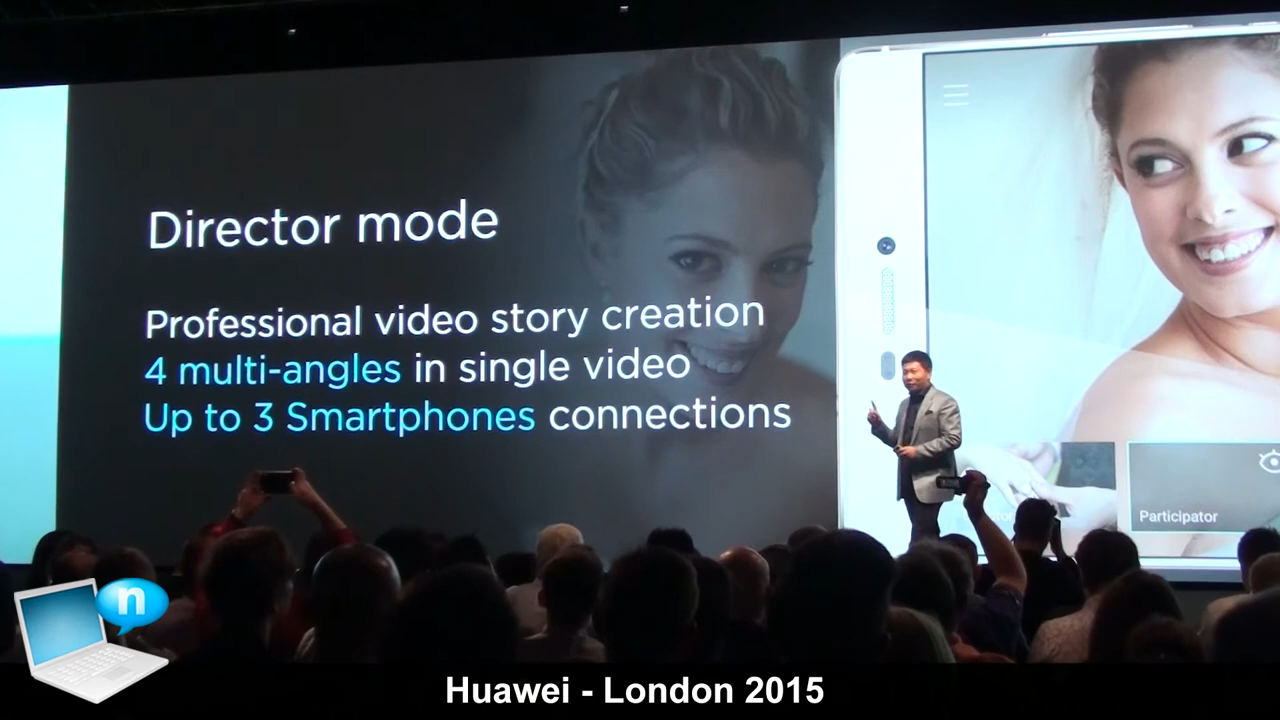 Director mode
Professional video story creation
4 multi-angles in single video
Up to 3 Smartphones connections
Participator
n
Huawei - London 2015